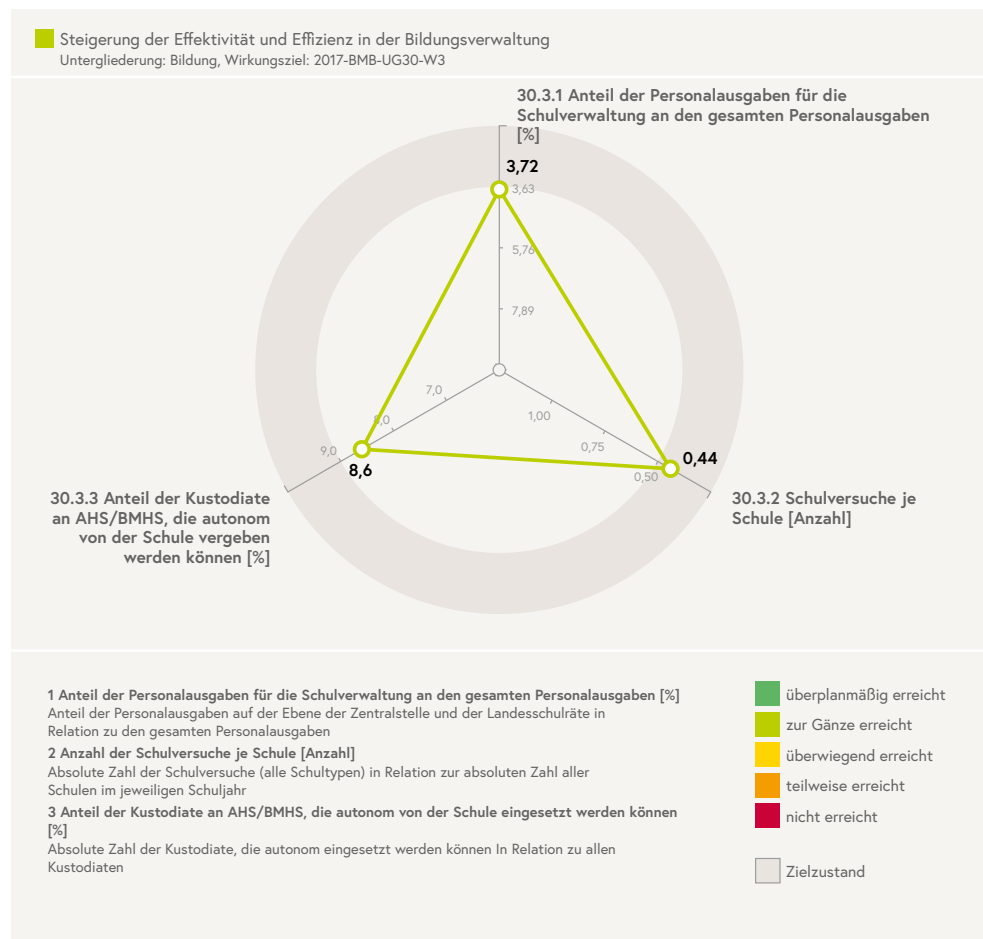 Steigerung der Effektivität und Effizienz in der Bildungsverwaltung
Untergliederung: Bildung, Wirkungsziel: 2017-BMB-UG30-W3
30.3.1 Anteil der Personalausgaben für die
Schulverwaltung an den gesamten Personalausgaben
[%]
3,72
3,63
5,76
7,89
7,0
8,0
9,0
8,6
1,00
0,75
0,50
0,44
30.3.3 Anteil der Kustodiate
an AHS/BMHS, die autonom
von der Schule vergeben
werden können [%]
30.3.2 Schulversuche je
Schule [Anzahl]
1 Anteil der Personalausgaben für die Schulverwaltung an den gesamten Personalausgaben [%]
Anteil der Personalausgaben auf der Ebene der Zentralstelle und der Landesschulräte in
Relation zu den gesamten Personalausgaben
2 Anzahl der Schulversuche je Schule [Anzahl]
Absolute Zahl der Schulversuche (alle Schultypen) in Relation zur absoluten Zahl aller
Schulen im jeweiligen Schuljahr
3 Anteil der Kustodiate an AHS/BMHS, die autonom von der Schule eingesetzt werden können
[%]
Absolute Zahl der Kustodiate, die autonom eingesetzt werden können In Relation zu allen
Kustodiaten
überplanmäßig erreicht
zur Gänze erreicht
überwiegend erreicht
teilweise erreicht
nicht erreicht
Zielzustand